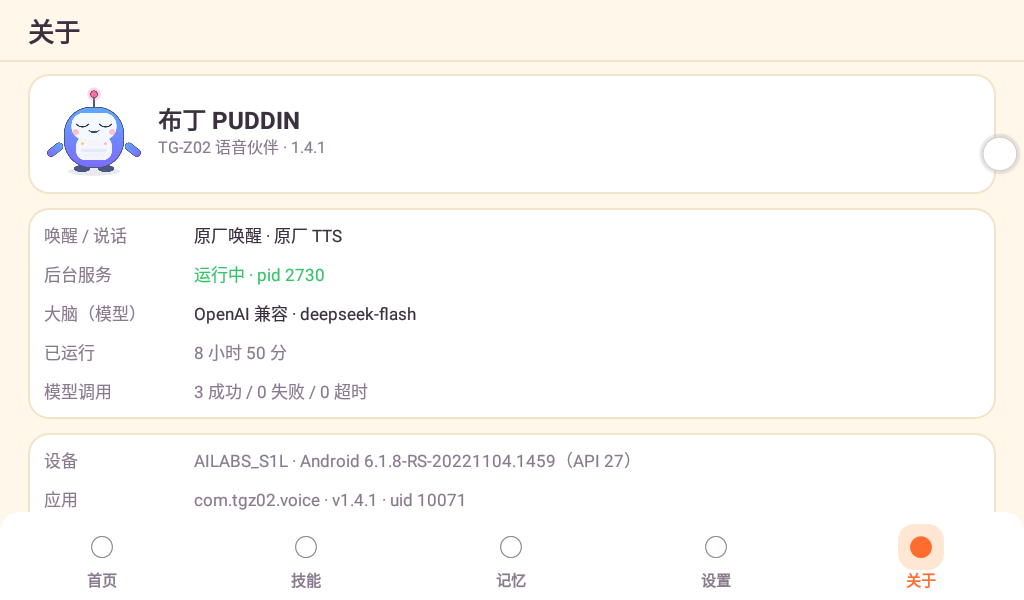 关于
布丁 PUDDIN
TG-Z02 语音伙伴 · 1.4.1
唤醒 / 说话 原厂唤醒 · 原厂 TTS
后台服务 运行中 · pid 2730
大脑（模型） OpenAI 兼容 · deepseek-flash
已运行 8 小时 50 分
模型调用 3 成功 / 0 失败 / 0 超时
设备 AILABS_S1L · Android 6.1.8-RS-20221104.1459（API 27）
应用 com.tgz02.voice · v1.4.1 · uid 10071
首页 技能 记忆 设置 关于